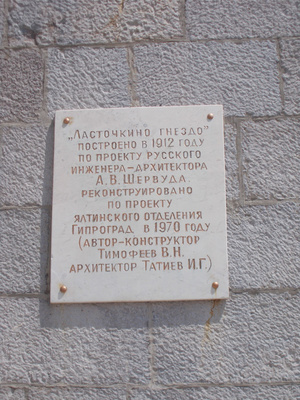 „Ласточкино гнездо"
построено в 1912 году
по проекту русского
инженера-архитектора
А.В.Шервуда.
реконструировано
по проекту
ялтинского отделения
Гипроград в 1970 году
(автор-конструктор
Тимофеев В.Н.
архитектор Татиев И.Г.)